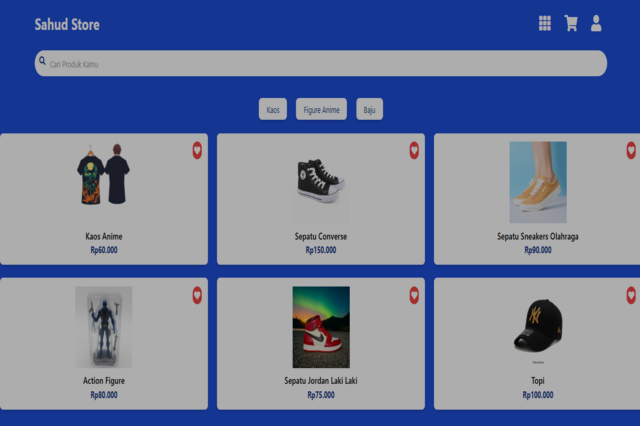 Sahud Store
Cari Produk Kamu
Kaos
Figure Anime
Baju
Kaos Anime
Rp60.000
Sepatu Converse
Rp150.000
Sepatu Sneakers Olahraga
Rp90.000
NY
Action Figure
Rp80.000
Sepatu Jordan Laki Laki
Rp75.000
Topi
Rp100.000